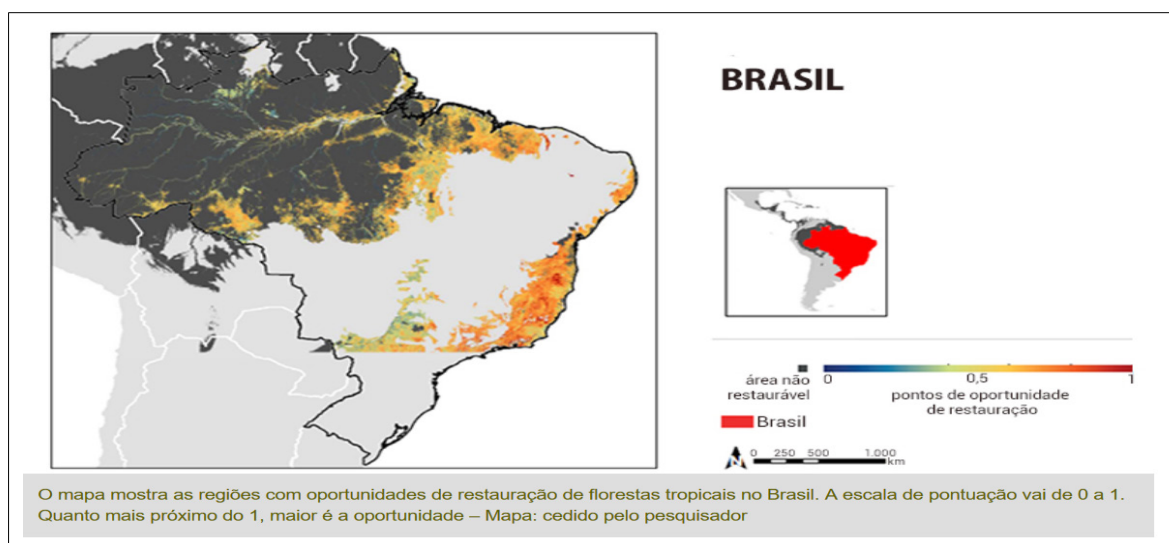 BRASIL
área não
restaurável
0
0,5
1
pontos de oportunidade
de restauração
Brasil
0 250 500 1.000
km
O mapa mostra as regiões com oportunidades de restauração de florestas tropicais no Brasil. A escala de pontuação vai de 0 a 1.
Quanto mais próximo do 1, maior é a oportunidade – Mapa: cedido pelo pesquisador